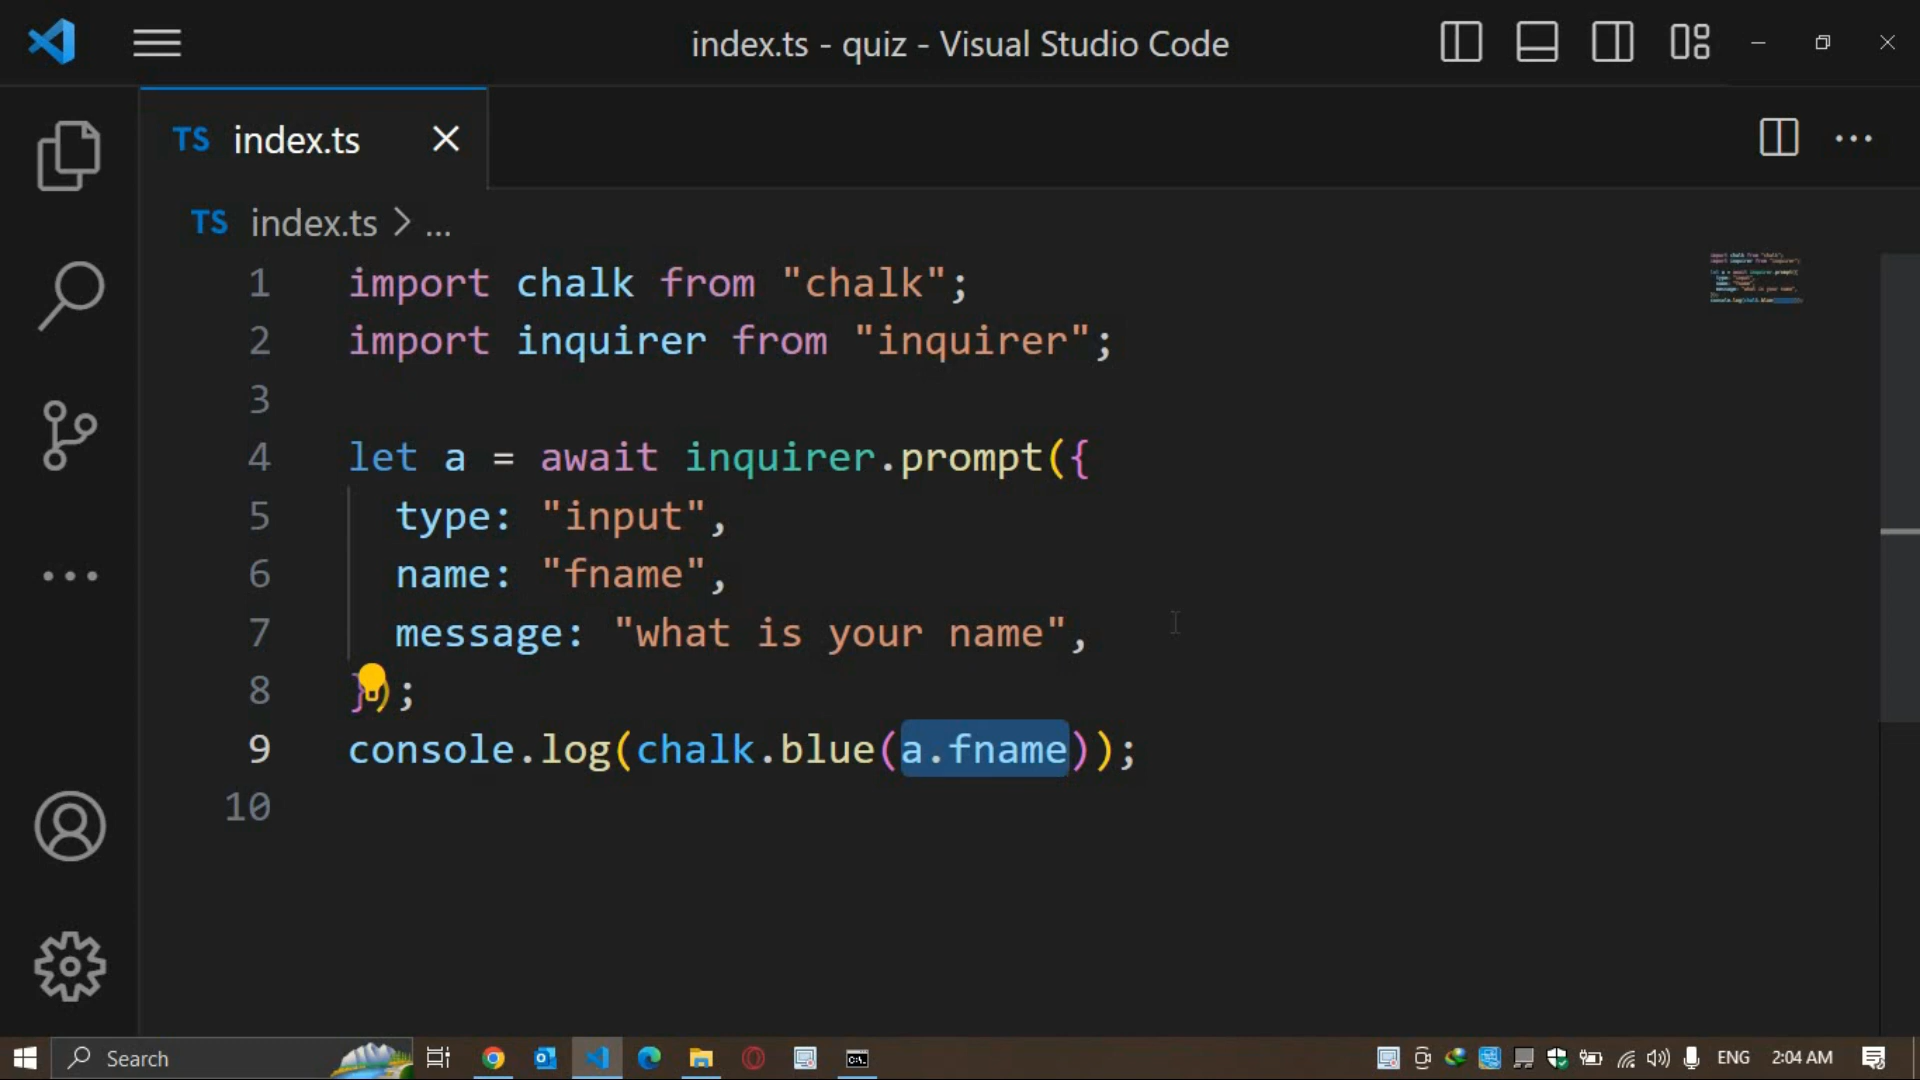 index.ts - quiz - Visual Studio Code
TS index.ts
TS index.ts > ...
1 import chalk from "chalk";
2 import inquirer from "inquirer";
3
4 let a = await inquirer.prompt({
5 type: "input",
6 name: "fname",
7 message: "what is your name",
8 });
9 console.log(chalk.blue(a.fname));
10
Search
ENG
2:04 AM